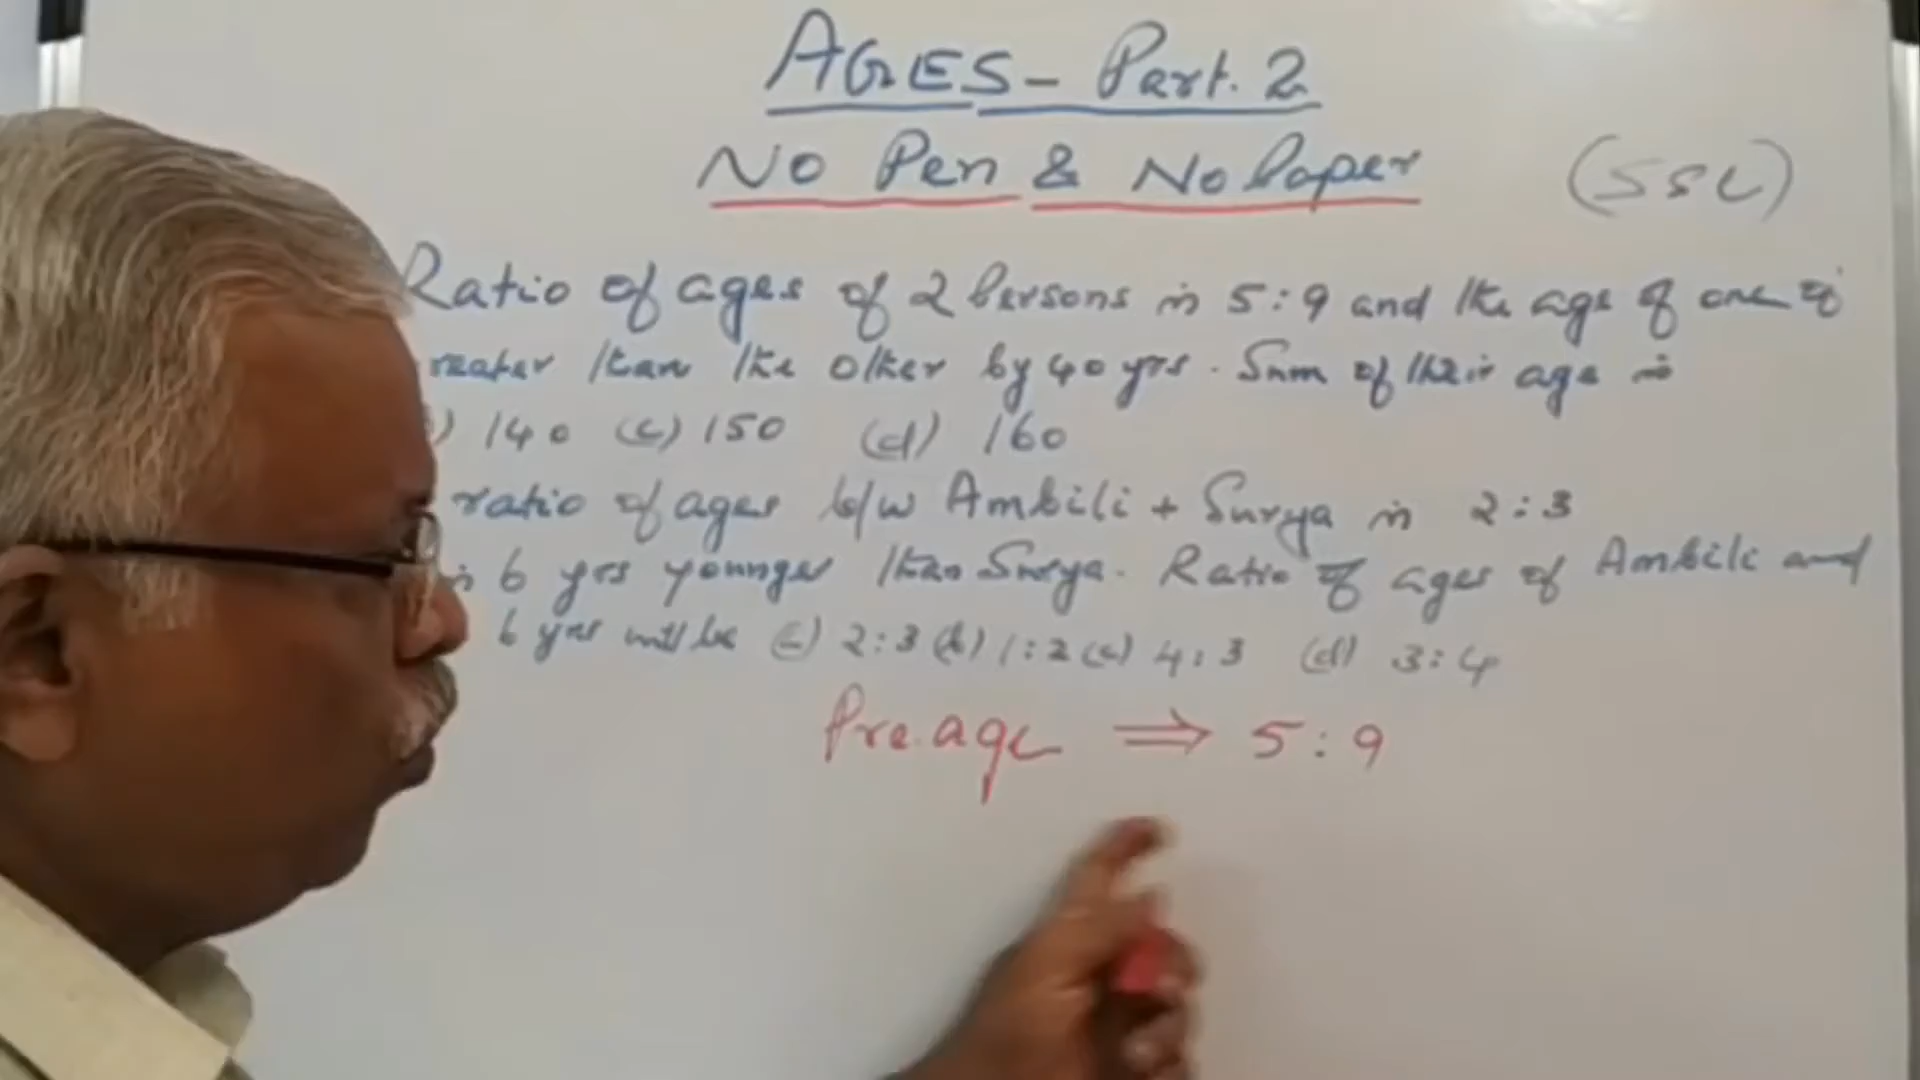 AGES - Part. 2
No Pen & No Paper (SSC)
Ratio of ages of 2 Persons is 5:9 and the age of one is
reater than the other by 40 yrs. Sum of their age is
) 140 (c) 150 (d) 160
ratio of ages b/w Ambili + Surya is 2:3
is 6 yrs younger than Surya. Ratio of ages of Ambili and
6 yrs will be (a) 2:3 (b) 1:2 (c) 4:3 (d) 3:4
Pre. age ⇒ 5:9